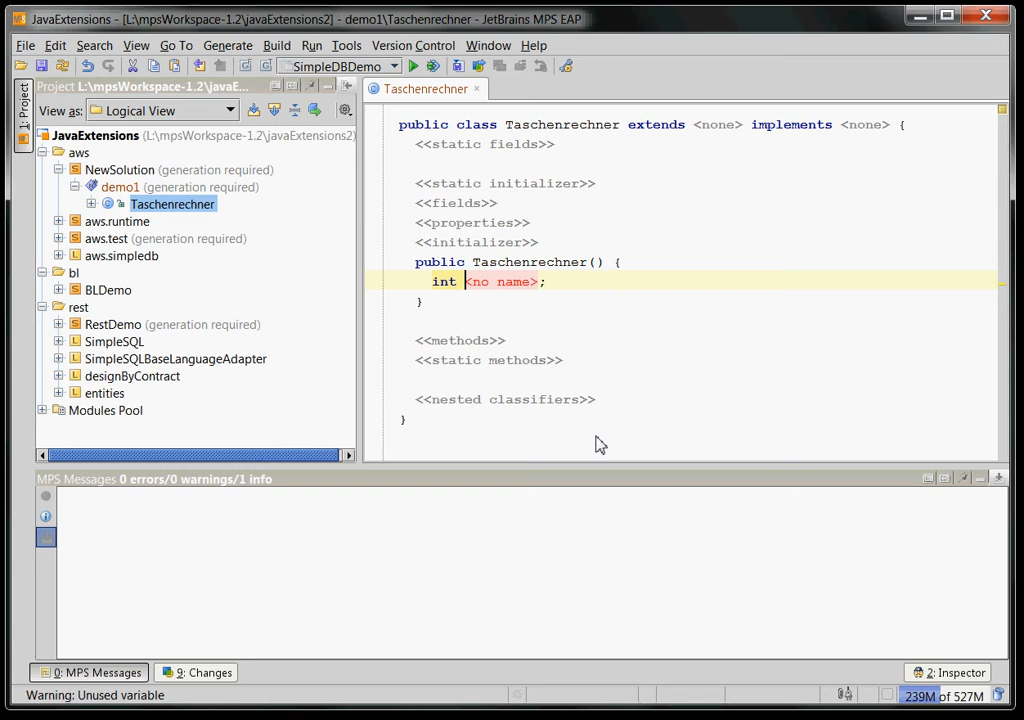 JavaExtensions - [L:\mpsWorkspace-1.2\javaExtensions2] - demo1\Taschenrechner - JetBrains MPS EAP
File Edit Search View Go To Generate Build Run Tools Version Control Window Help
SimpleDBDemo
1: Project
Project L:\mpsWorkspace-1.2\javaE...
View as: Logical View
JavaExtensions (L:\mpsWorkspace-1.2\javaExtensions2)
aws
NewSolution (generation required)
demo1 (generation required)
Taschenrechner
aws.runtime
aws.test (generation required)
aws.simpledb
bl
BLDemo
rest
RestDemo (generation required)
SimpleSQL
SimpleSQLBaseLanguageAdapter
designByContract
entities
Modules Pool
Taschenrechner
public class Taschenrechner extends <none> implements <none> {
<<static fields>>
<<static initializer>>
<<fields>>
<<properties>>
<<initializer>>
public Taschenrechner() {
int <no name>;
}
<<methods>>
<<static methods>>
<<nested classifiers>>
}
MPS Messages 0 errors/0 warnings/1 info
0: MPS Messages 9: Changes 2: Inspector
Warning: Unused variable 239M of 527M